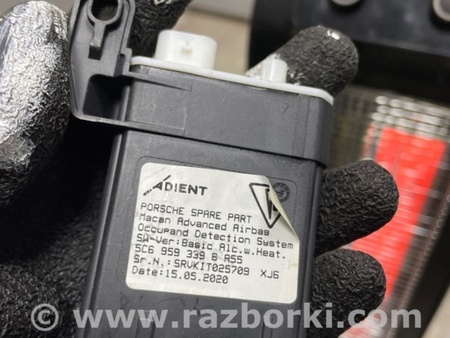 ADIENT
PORSCHE SPARE PART
Macan Advanced Airbag
Occupand Detection System
SW-Ver:Basic Alc.w.Heat.
5C6 959 339 B A55
Sr.N.:SRVKIT025709 XJ6
Date:15.05.2020
www.razborki.com